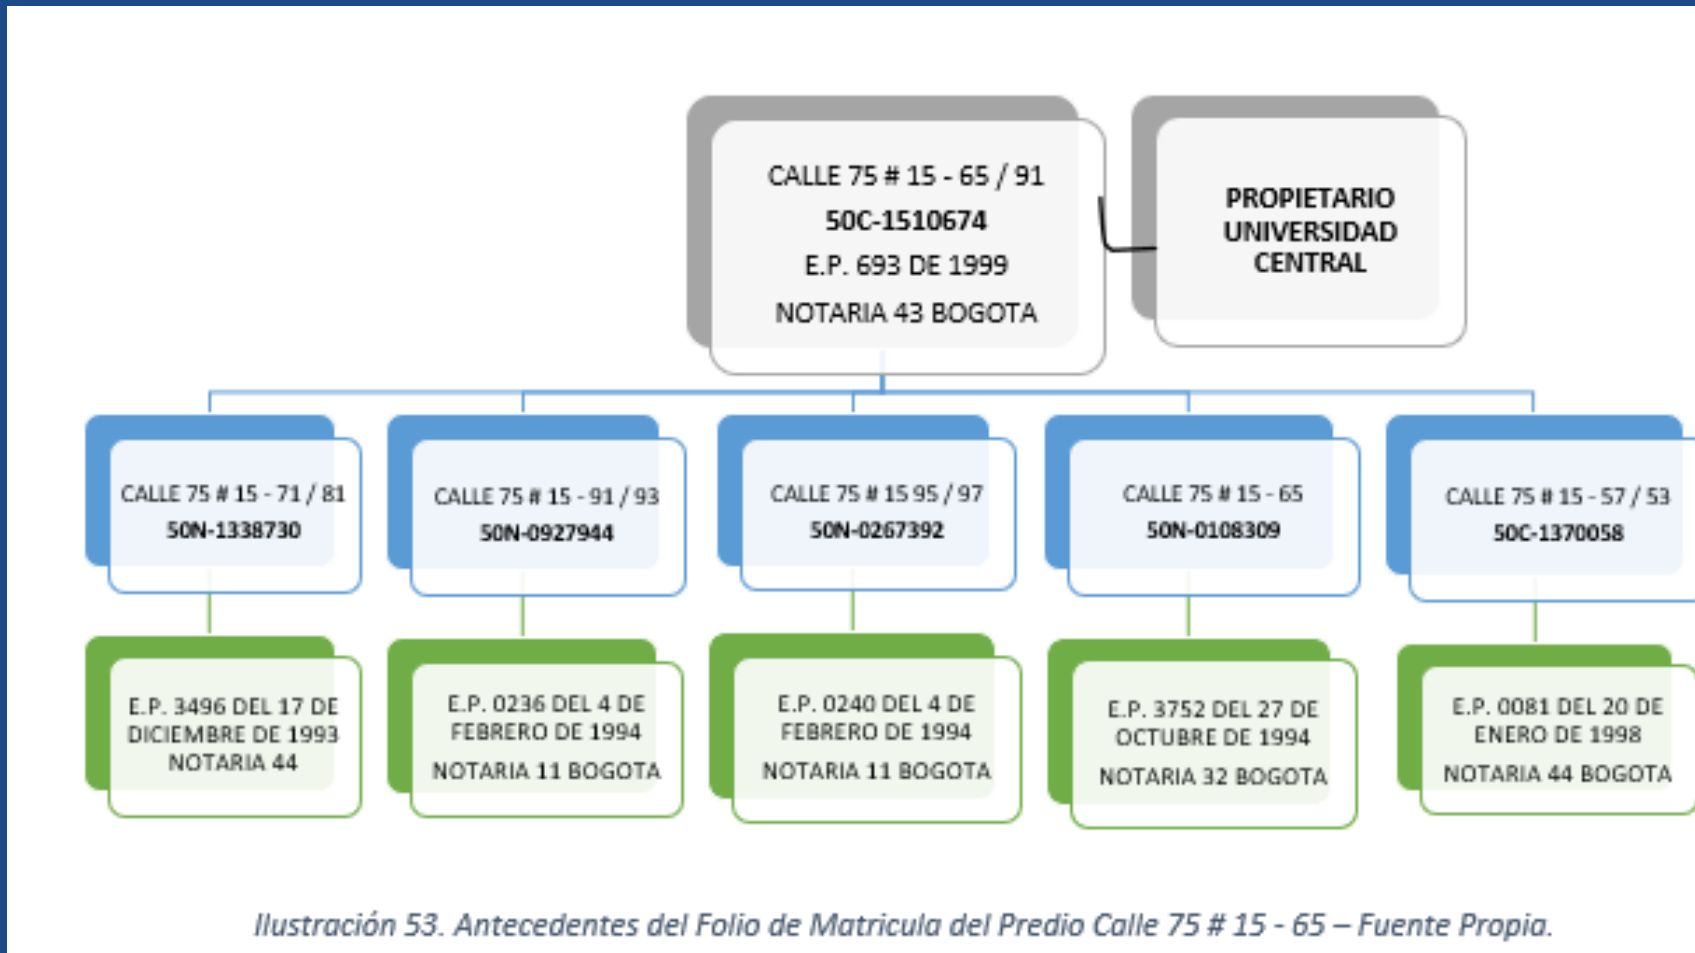 CALLE 75 # 15 - 65 / 91
50C-1510674
E.P. 693 DE 1999
NOTARIA 43 BOGOTA
PROPIETARIO
UNIVERSIDAD
CENTRAL
CALLE 75 # 15 - 71 / 81
50N-1338730
CALLE 75 # 15 - 91 / 93
50N-0927944
CALLE 75 # 15 95 / 97
50N-0267392
CALLE 75 # 15 - 65
50N-0108309
CALLE 75 # 15 - 57 / 53
50C-1370058
E.P. 3496 DEL 17 DE
DICIEMBRE DE 1993
NOTARIA 44
E.P. 0236 DEL 4 DE
FEBRERO DE 1994
NOTARIA 11 BOGOTA
E.P. 0240 DEL 4 DE
FEBRERO DE 1994
NOTARIA 11 BOGOTA
E.P. 3752 DEL 27 DE
OCTUBRE DE 1994
NOTARIA 32 BOGOTA
E.P. 0081 DEL 20 DE
ENERO DE 1998
NOTARIA 44 BOGOTA
Ilustración 53. Antecedentes del Folio de Matricula del Predio Calle 75 # 15 - 65 – Fuente Propia.